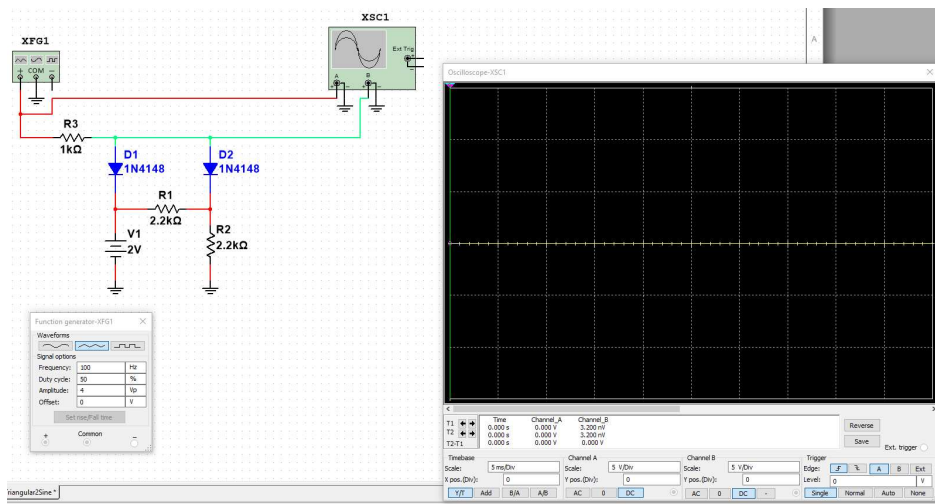 XSC1
XFG1
COM
Ext Trig
A
B
A
R3
1kΩ
D1
1N4148
D2
1N4148
R1
2.2kΩ
V1
2V
R2
2.2kΩ
Function generator-XFG1
Waveforms
Signal options
Frequency: 100 Hz
Duty cycle: 50 %
Amplitude: 4 Vp
Offset: 0 V
Set rise/Fall time
+ Common -
Triangular2Sine *
Oscilloscope-XSC1
Time Channel_A Channel_B
T1 0.000 s 0.000 V 3.200 nV
T2 0.000 s 0.000 V 3.200 nV
T2-T1 0.000 s 0.000 V 0.000 V
Reverse
Save
Ext. trigger
Timebase
Scale: 5 ms/Div
X pos.(Div): 0
Y/T Add B/A A/B
Channel A
Scale: 5 V/Div
Y pos.(Div): 0
AC 0 DC
Channel B
Scale: 5 V/Div
Y pos.(Div): 0
AC 0 DC -
Trigger
Edge: A B Ext
Level: 0 V
Single Normal Auto None